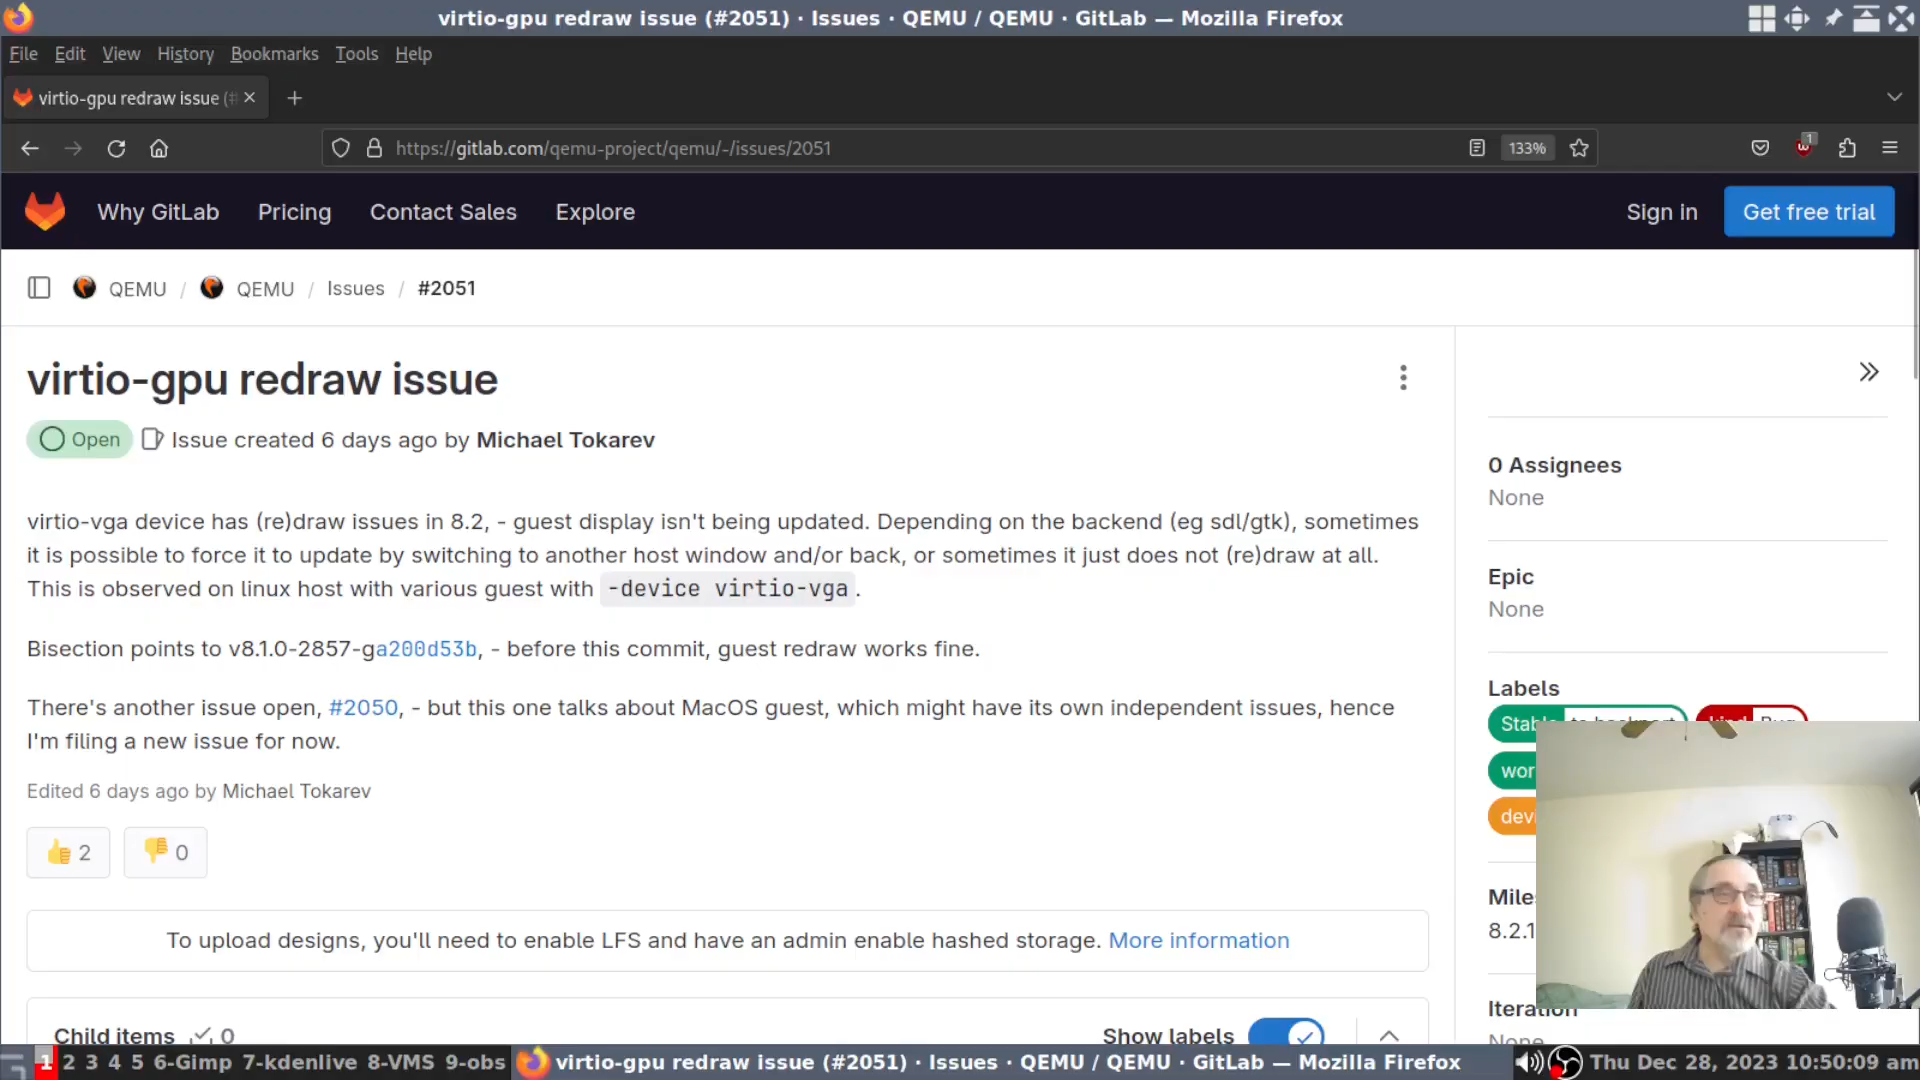 virtio-gpu redraw issue (#2051) · Issues · QEMU / QEMU · GitLab — Mozilla Firefox
File Edit View History Bookmarks Tools Help
virtio-gpu redraw issue (#
https://gitlab.com/qemu-project/qemu/-/issues/2051
133%
1
Why GitLab Pricing Contact Sales Explore
Sign in
Get free trial
QEMU / QEMU / Issues / #2051
virtio-gpu redraw issue
Open
Issue created 6 days ago by Michael Tokarev
virtio-vga device has (re)draw issues in 8.2, - guest display isn't being updated. Depending on the backend (eg sdl/gtk), sometimes
it is possible to force it to update by switching to another host window and/or back, or sometimes it just does not (re)draw at all.
This is observed on linux host with various guest with -device virtio-vga.
Bisection points to v8.1.0-2857-ga200d53b, - before this commit, guest redraw works fine.
There's another issue open, #2050, - but this one talks about MacOS guest, which might have its own independent issues, hence
I'm filing a new issue for now.
Edited 6 days ago by Michael Tokarev
2
0
To upload designs, you'll need to enable LFS and have an admin enable hashed storage. More information
Child items 0
Show labels
0 Assignees
None
Epic
None
Labels
Stab to backport kind Bug
wor
devi
Mile
8.2.1
Iteration
None
1 2 3 4 5 6-Gimp 7-kdenlive 8-VMS 9-obs
virtio-gpu redraw issue (#2051) · Issues · QEMU / QEMU · GitLab — Mozilla Firefox
Thu Dec 28, 2023 10:50:09 am